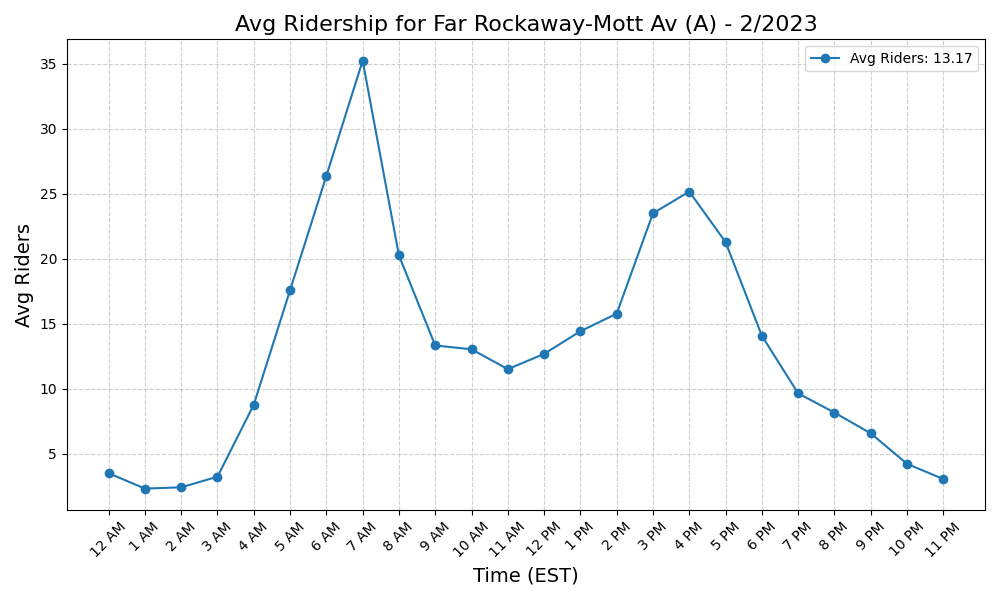 Avg Ridership for Far Rockaway-Mott Av (A) - 2/2023
Avg Riders: 13.17
Avg Riders
35
30
25
20
15
10
5
12 AM
1 AM
2 AM
3 AM
4 AM
5 AM
6 AM
7 AM
8 AM
9 AM
10 AM
11 AM
12 PM
1 PM
2 PM
3 PM
4 PM
5 PM
6 PM
7 PM
8 PM
9 PM
10 PM
11 PM
Time (EST)